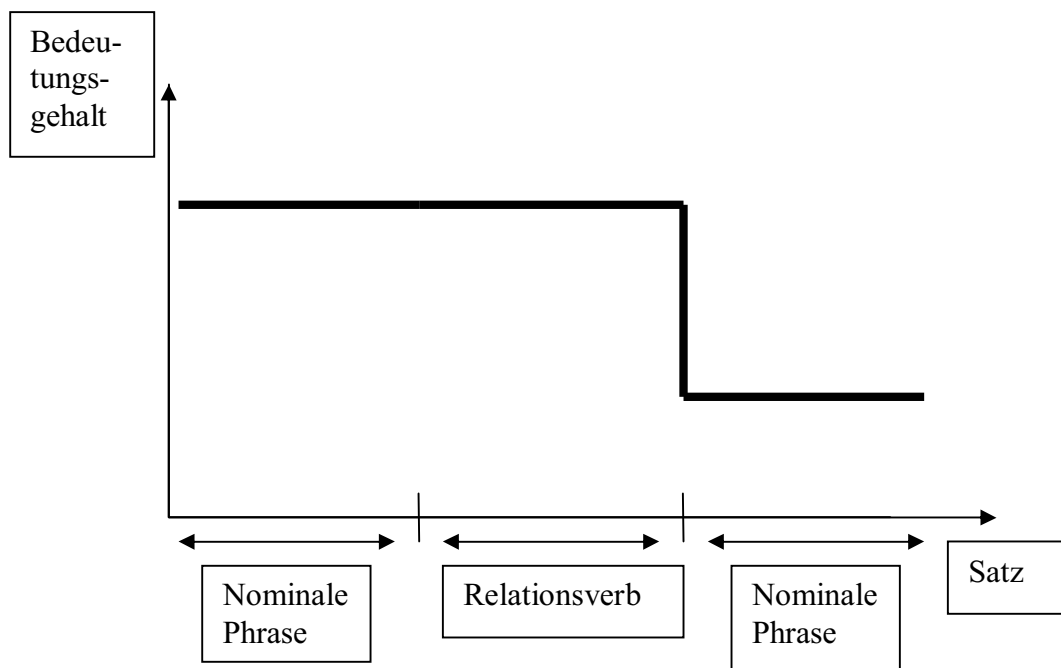 Bedeu-
tungs-
gehalt
Nominale
Phrase
Relationsverb
Nominale
Phrase
Satz